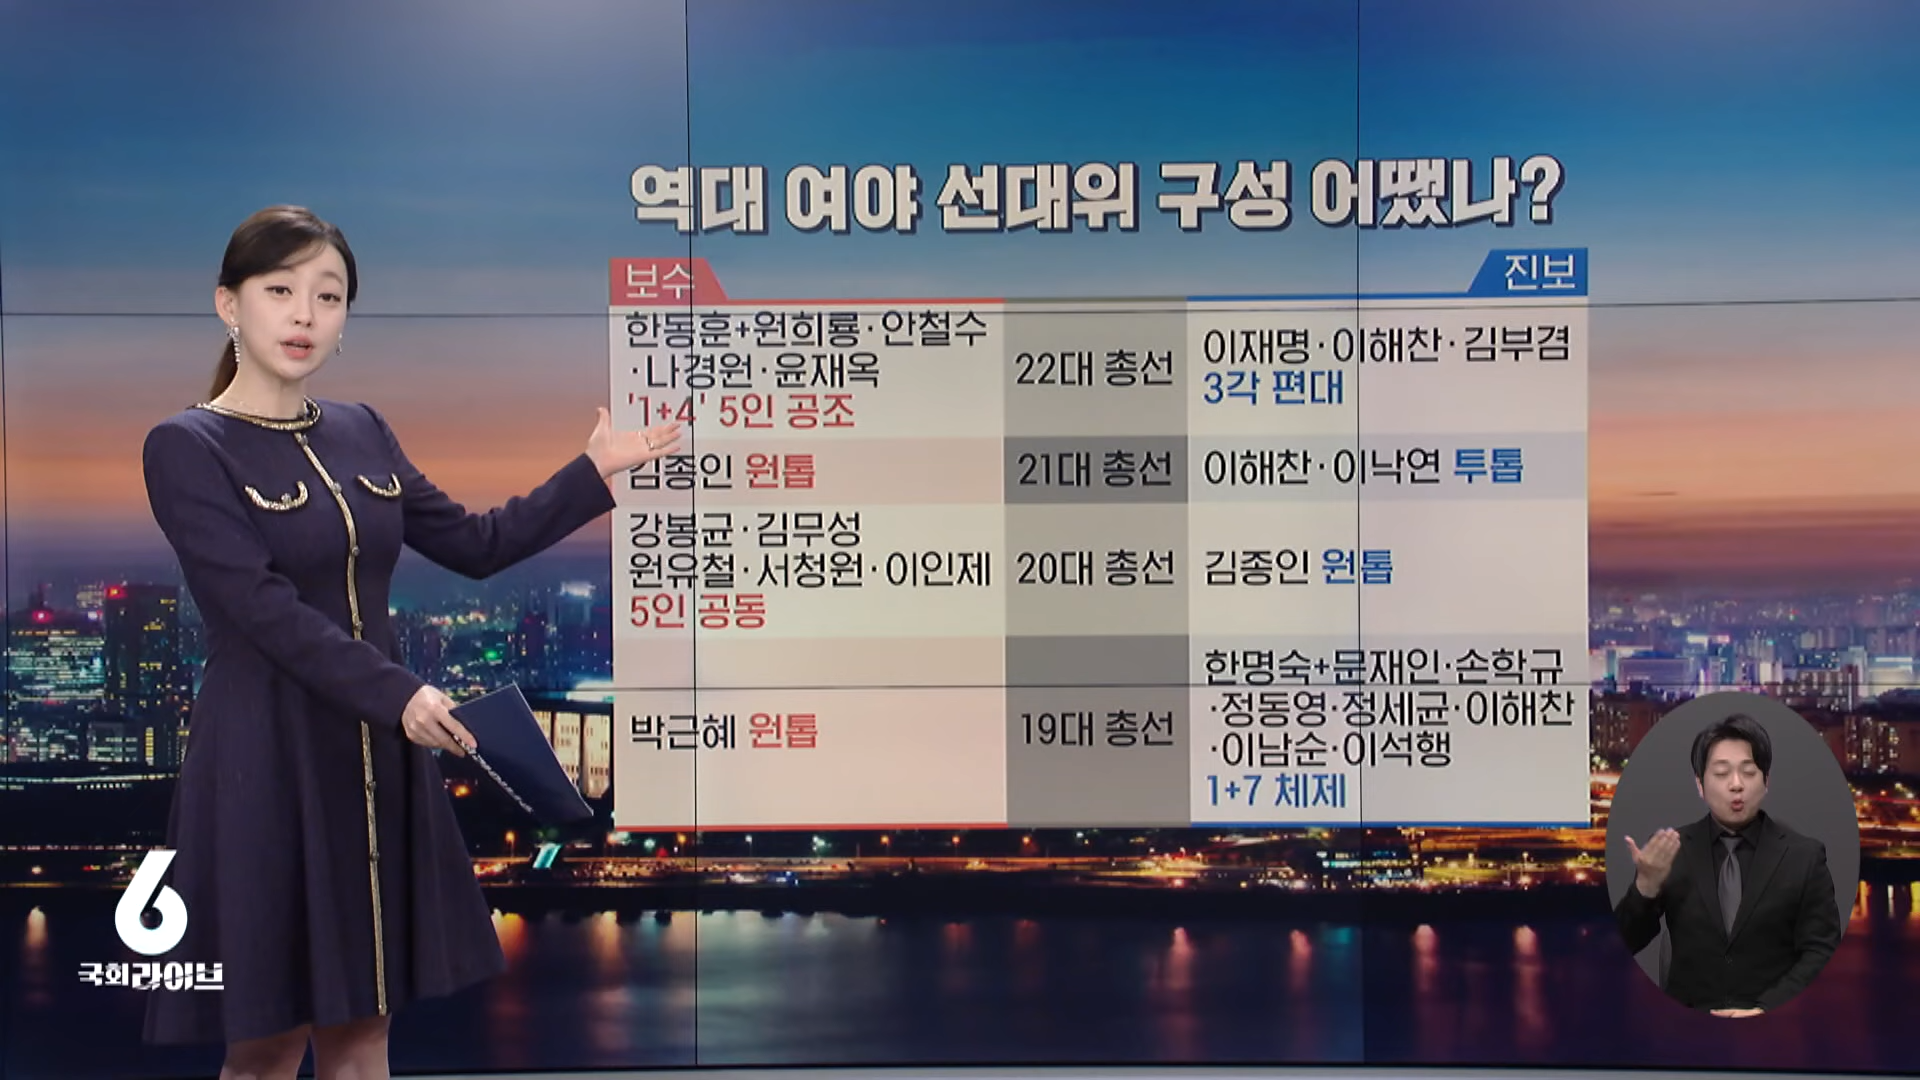 역대 여야 선대위 구성 어땠나?
보수
진보
한동훈+원희룡·안철수
·나경원·윤재옥
'1+4' 5인 공조
22대 총선
이재명·이해찬·김부겸
3각 편대
김종인 원톱
21대 총선
이해찬·이낙연 투톱
강봉균·김무성
원유철·서청원·이인제
5인 공동
20대 총선
김종인 원톱
박근혜 원톱
19대 총선
한명숙+문재인·손학규
·정동영·정세균·이해찬
·이남순·이석행
1+7 체제
6
국회라이브